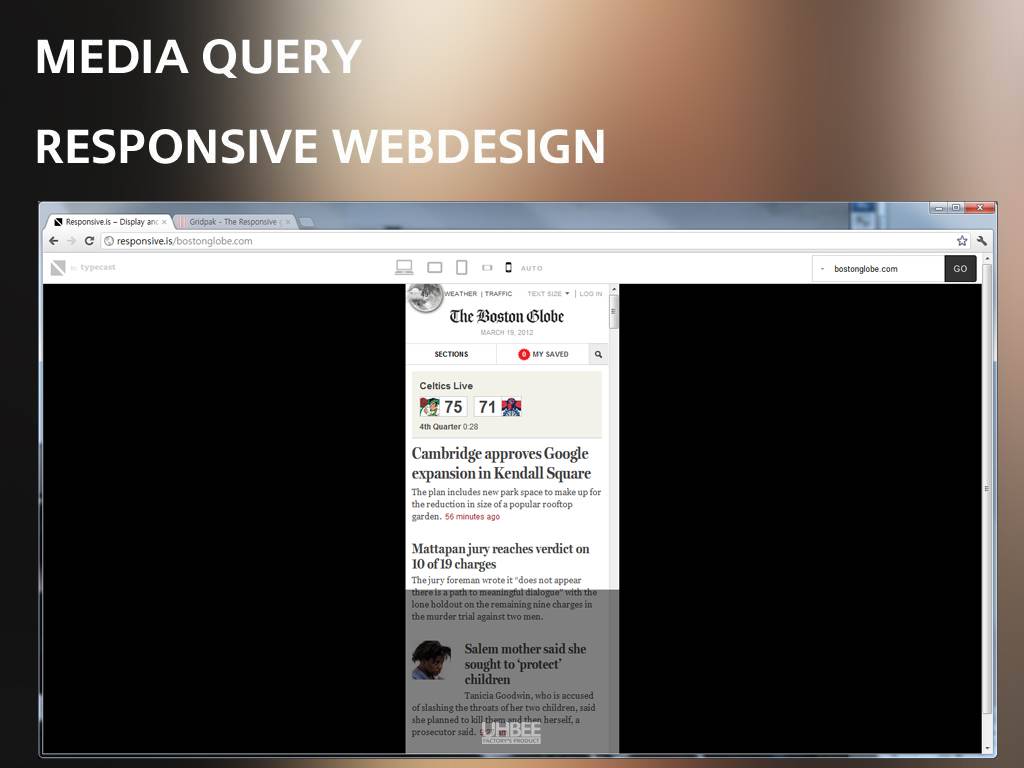 MEDIA QUERY
RESPONSIVE WEBDESIGN
Responsive.is – Display and
Gridpak - The Responsive
responsive.is/bostonglobe.com
by typecast
AUTO
bostonglobe.com
GO
WEATHER | TRAFFIC
TEXT SIZE
LOG IN
The Boston Globe
MARCH 19, 2012
SECTIONS
0 MY SAVED
Celtics Live
75 71
4th Quarter 0:28
Cambridge approves Google
expansion in Kendall Square
The plan includes new park space to make up for
the reduction in size of a popular rooftop
garden. 56 minutes ago
Mattapan jury reaches verdict on
10 of 19 charges
The jury foreman wrote it “does not appear
there is a path to meaningful dialogue” with the
lone holdout on the remaining nine charges in
the murder trial against two men.
Salem mother said she
sought to ‘protect’
children
Tanicia Goodwin, who is accused
of slashing the throats of her two children, said
she planned to kill them and then herself, a
prosecutor said.
UHBEE
FACTORY'S PRODUCT